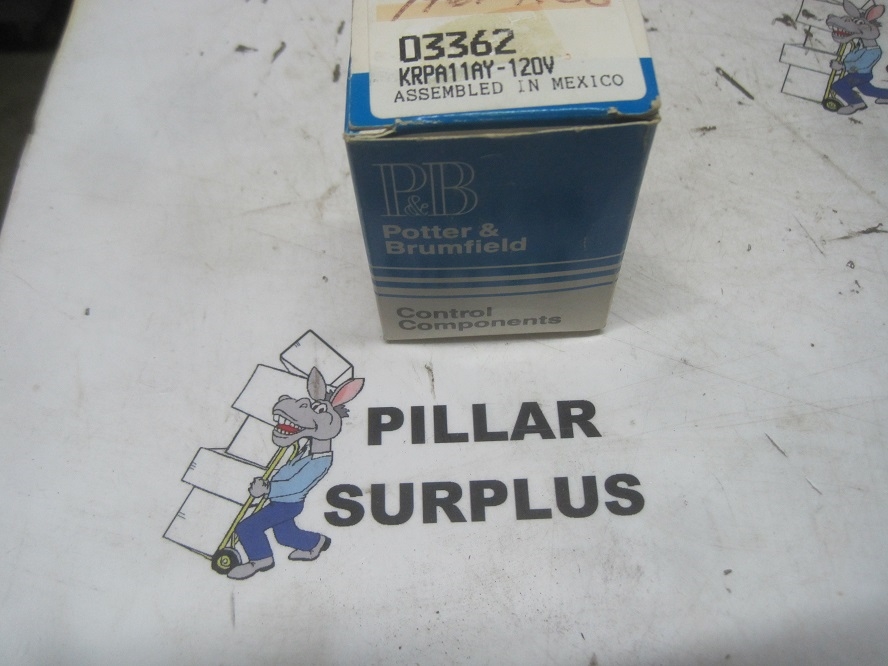 03362
KRPA11AY-120V
ASSEMBLED IN MEXICO
P&B
Potter &
Brumfield
Control
Components
PILLAR
SURPLUS